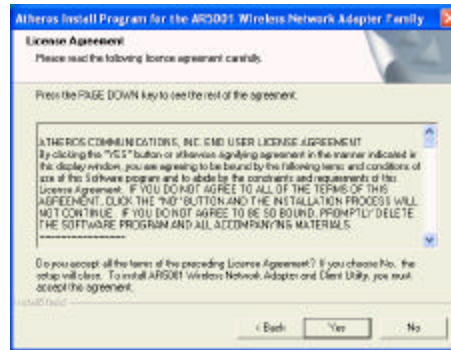 Atheros Install Program for the AR5001 Wireless Network Adapter Family
License Agreement
Please read the following license agreement carefully.
Press the PAGE DOWN key to see the rest of the agreement.
ATHEROS COMMUNICATIONS, INC. END USER LICENSE AGREEMENT
By clicking the "YES" button or otherwise signifying agreement in the manner indicated in
the display window, you are agreeing to be bound by the following terms and conditions of
use of this Software program and to abide by the constraints and requirements of this
License Agreement. IF YOU DO NOT AGREE TO ALL OF THE TERMS OF THIS
AGREEMENT, CLICK THE "NO" BUTTON AND THE INSTALLATION PROCESS WILL
NOT CONTINUE. IF YOU DO NOT AGREE TO BE SO BOUND, PROMPTLY DELETE
THE SOFTWARE PROGRAM AND ALL ACCOMPANYING MATERIALS.
--------------------
Do you accept all the terms of the preceding License Agreement? If you choose No, the
setup will close. To install AR5001 Wireless Network Adapter and Client Utility, you must
accept this agreement.
InstallShield
< Back
Yes
No